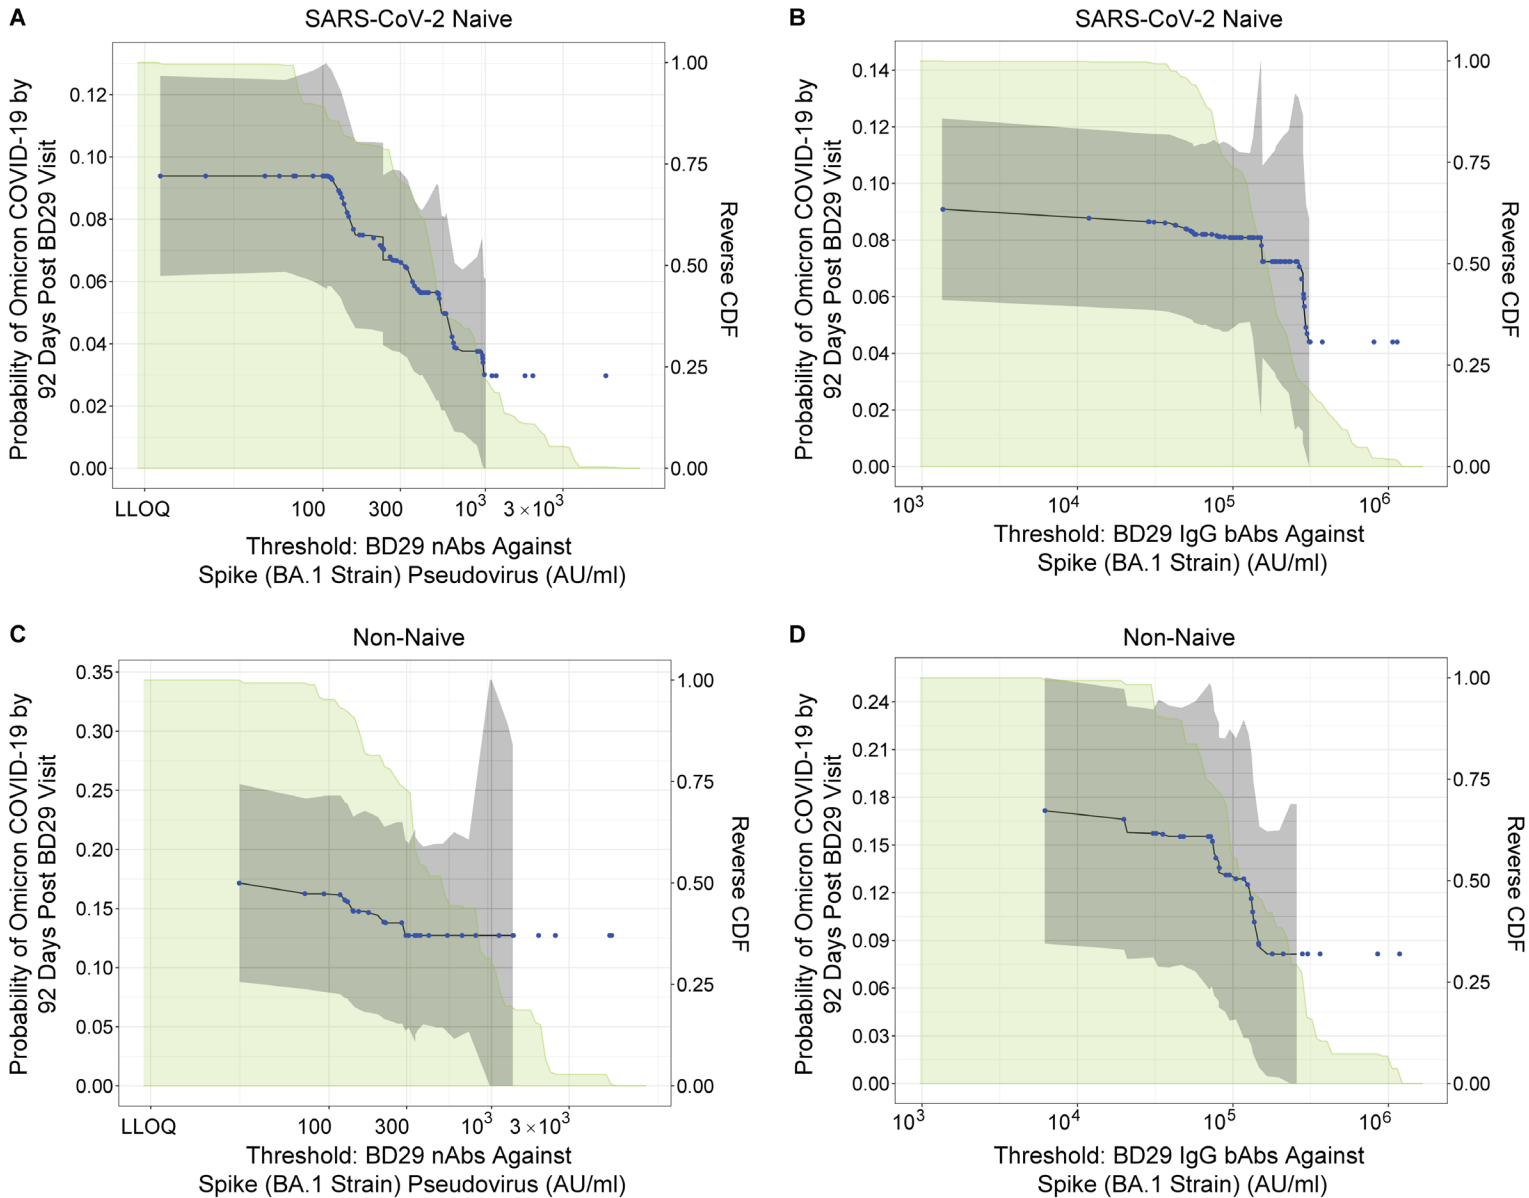 A
SARS-CoV-2 Naive
Probability of Omicron COVID-19 by
92 Days Post BD29 Visit
0.12
0.10
0.08
0.06
0.04
0.02
0.00
1.00
0.75
0.50
0.25
0.00
Reverse CDF
LLOQ 100 300 10³ 3×10³
Threshold: BD29 nAbs Against
Spike (BA.1 Strain) Pseudovirus (AU/ml)
B
SARS-CoV-2 Naive
Probability of Omicron COVID-19 by
92 Days Post BD29 Visit
0.14
0.12
0.10
0.08
0.06
0.04
0.02
0.00
1.00
0.75
0.50
0.25
0.00
Reverse CDF
10³ 10⁴ 10⁵ 10⁶
Threshold: BD29 IgG bAbs Against
Spike (BA.1 Strain) (AU/ml)
C
Non-Naive
Probability of Omicron COVID-19 by
92 Days Post BD29 Visit
0.35
0.30
0.25
0.20
0.15
0.10
0.05
0.00
1.00
0.75
0.50
0.25
0.00
Reverse CDF
LLOQ 100 300 10³ 3×10³
Threshold: BD29 nAbs Against
Spike (BA.1 Strain) Pseudovirus (AU/ml)
D
Non-Naive
Probability of Omicron COVID-19 by
92 Days Post BD29 Visit
0.24
0.21
0.18
0.15
0.12
0.09
0.06
0.03
0.00
1.00
0.75
0.50
0.25
0.00
Reverse CDF
10³ 10⁴ 10⁵ 10⁶
Threshold: BD29 IgG bAbs Against
Spike (BA.1 Strain) (AU/ml)